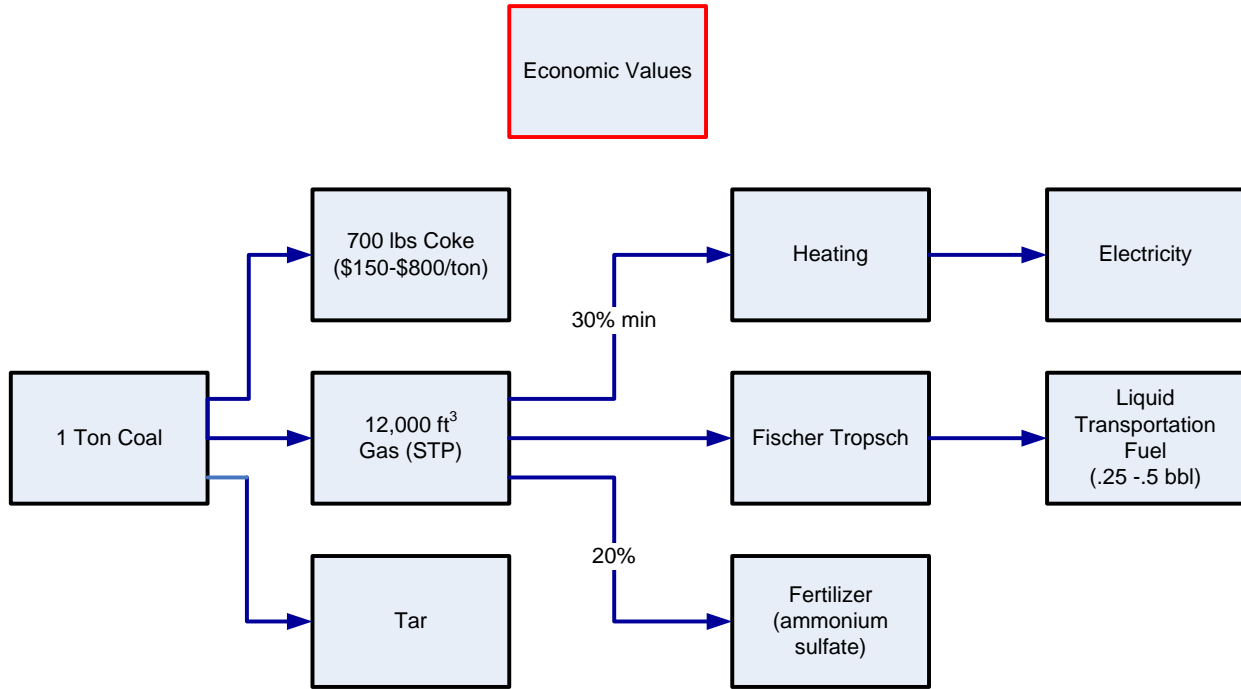 Economic Values
700 lbs Coke
($150-$800/ton)
Heating
Electricity
30% min
1 Ton Coal
12,000 ft³
Gas (STP)
Fischer Tropsch
Liquid
Transportation
Fuel
(.25 -.5 bbl)
20%
Tar
Fertilizer
(ammonium
sulfate)